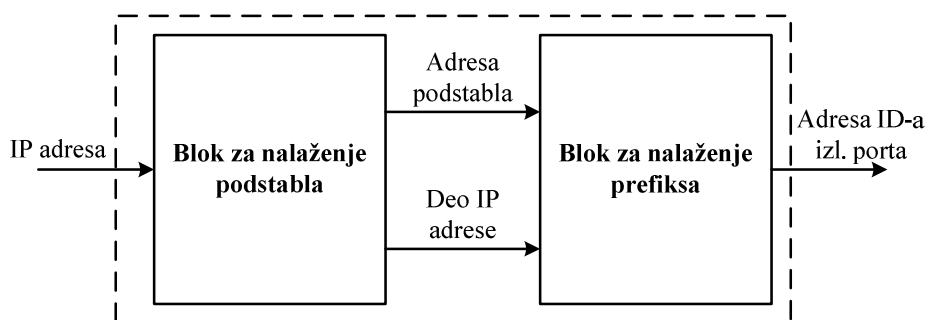 IP adresa
Blok za nalaženje
podstabla
Adresa
podstabla
Deo IP
adrese
Blok za nalaženje
prefiksa
Adresa ID-a
izl. porta